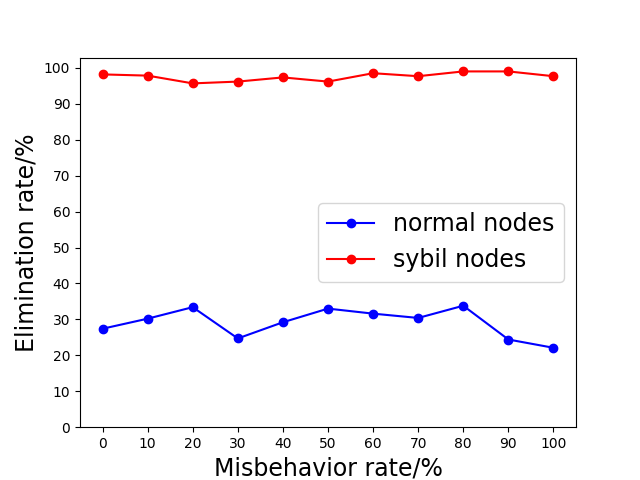 100
90
80
70
60
50
40
30
20
10
0
Elimination rate/%
normal nodes
sybil nodes
0 10 20 30 40 50 60 70 80 90 100
Misbehavior rate/%